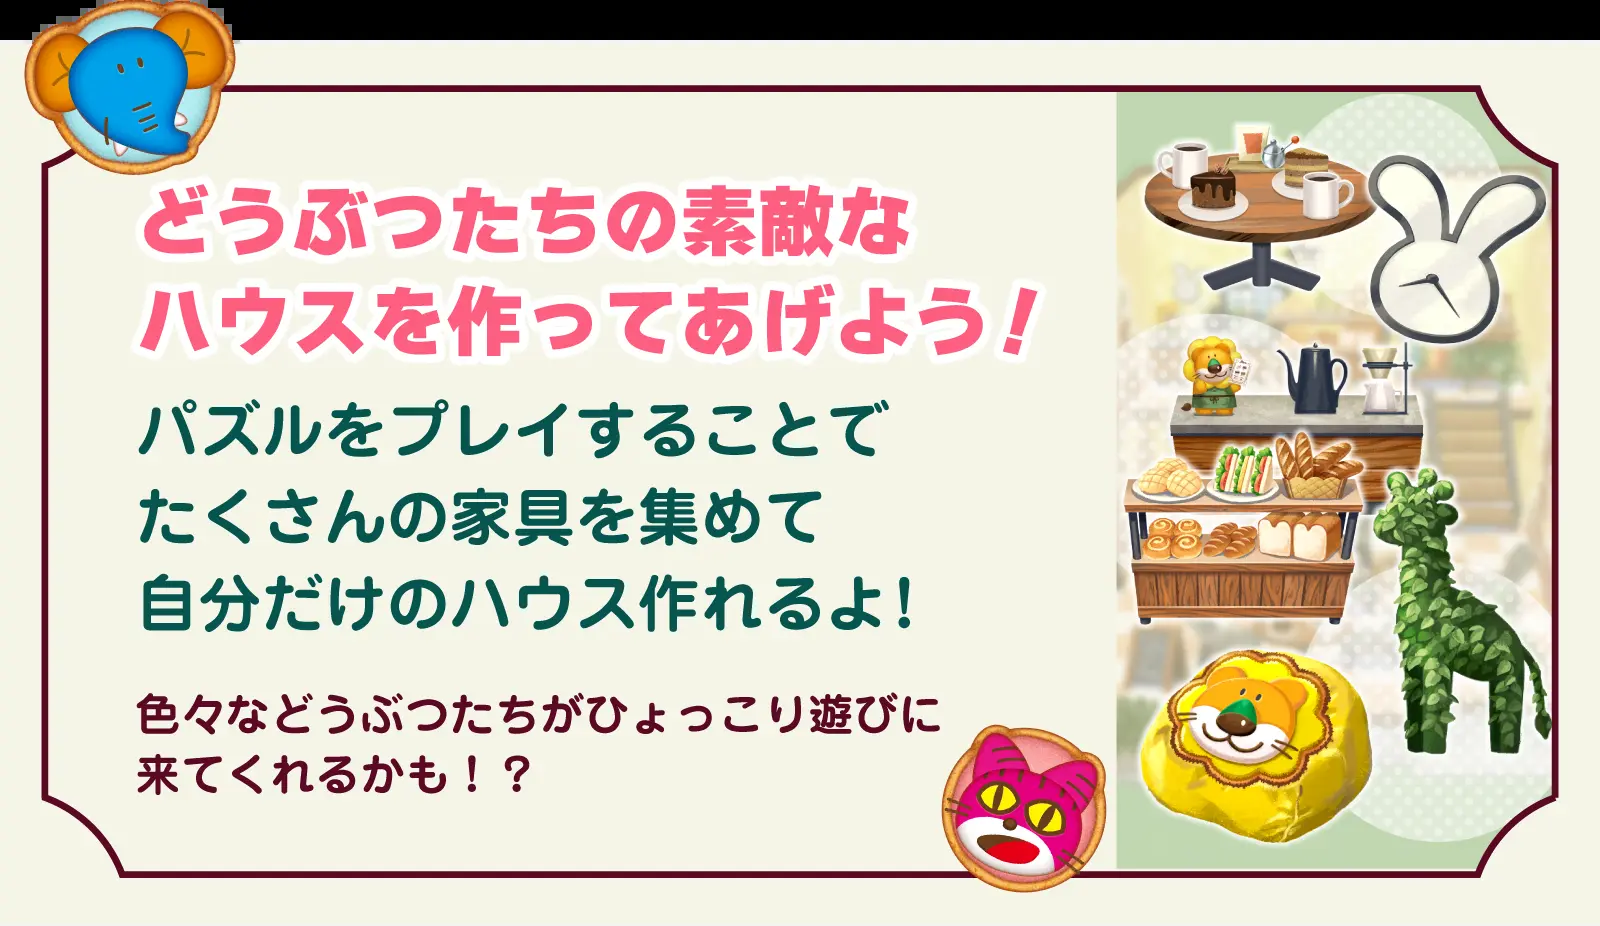 どうぶつたちの素敵な
ハウスを作ってあげよう!
パズルをプレイすることで
たくさんの家具を集めて
自分だけのハウス作れるよ!
色々などうぶつたちがひょっこり遊びに
来てくれるかも！？